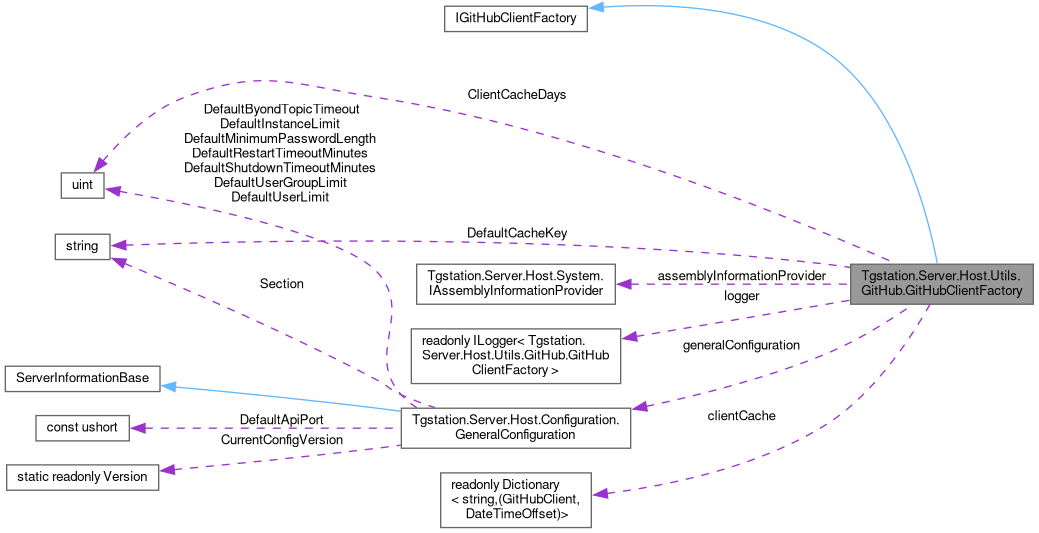 IGitHubClientFactory
ClientCacheDays
DefaultByondTopicTimeout
DefaultInstanceLimit
DefaultMinimumPasswordLength
DefaultRestartTimeoutMinutes
DefaultShutdownTimeoutMinutes
DefaultUserGroupLimit
DefaultUserLimit
uint
string
DefaultCacheKey
Section
Tgstation.Server.Host.System.
IAssemblyInformationProvider
assemblyInformationProvider
logger
Tgstation.Server.Host.Utils.
GitHub.GitHubClientFactory
readonly ILogger< Tgstation.
Server.Host.Utils.GitHub.GitHub
ClientFactory >
generalConfiguration
ServerInformationBase
const ushort
static readonly Version
DefaultApiPort
CurrentConfigVersion
Tgstation.Server.Host.Configuration.
GeneralConfiguration
clientCache
readonly Dictionary
< string,(GitHubClient,
DateTimeOffset)>